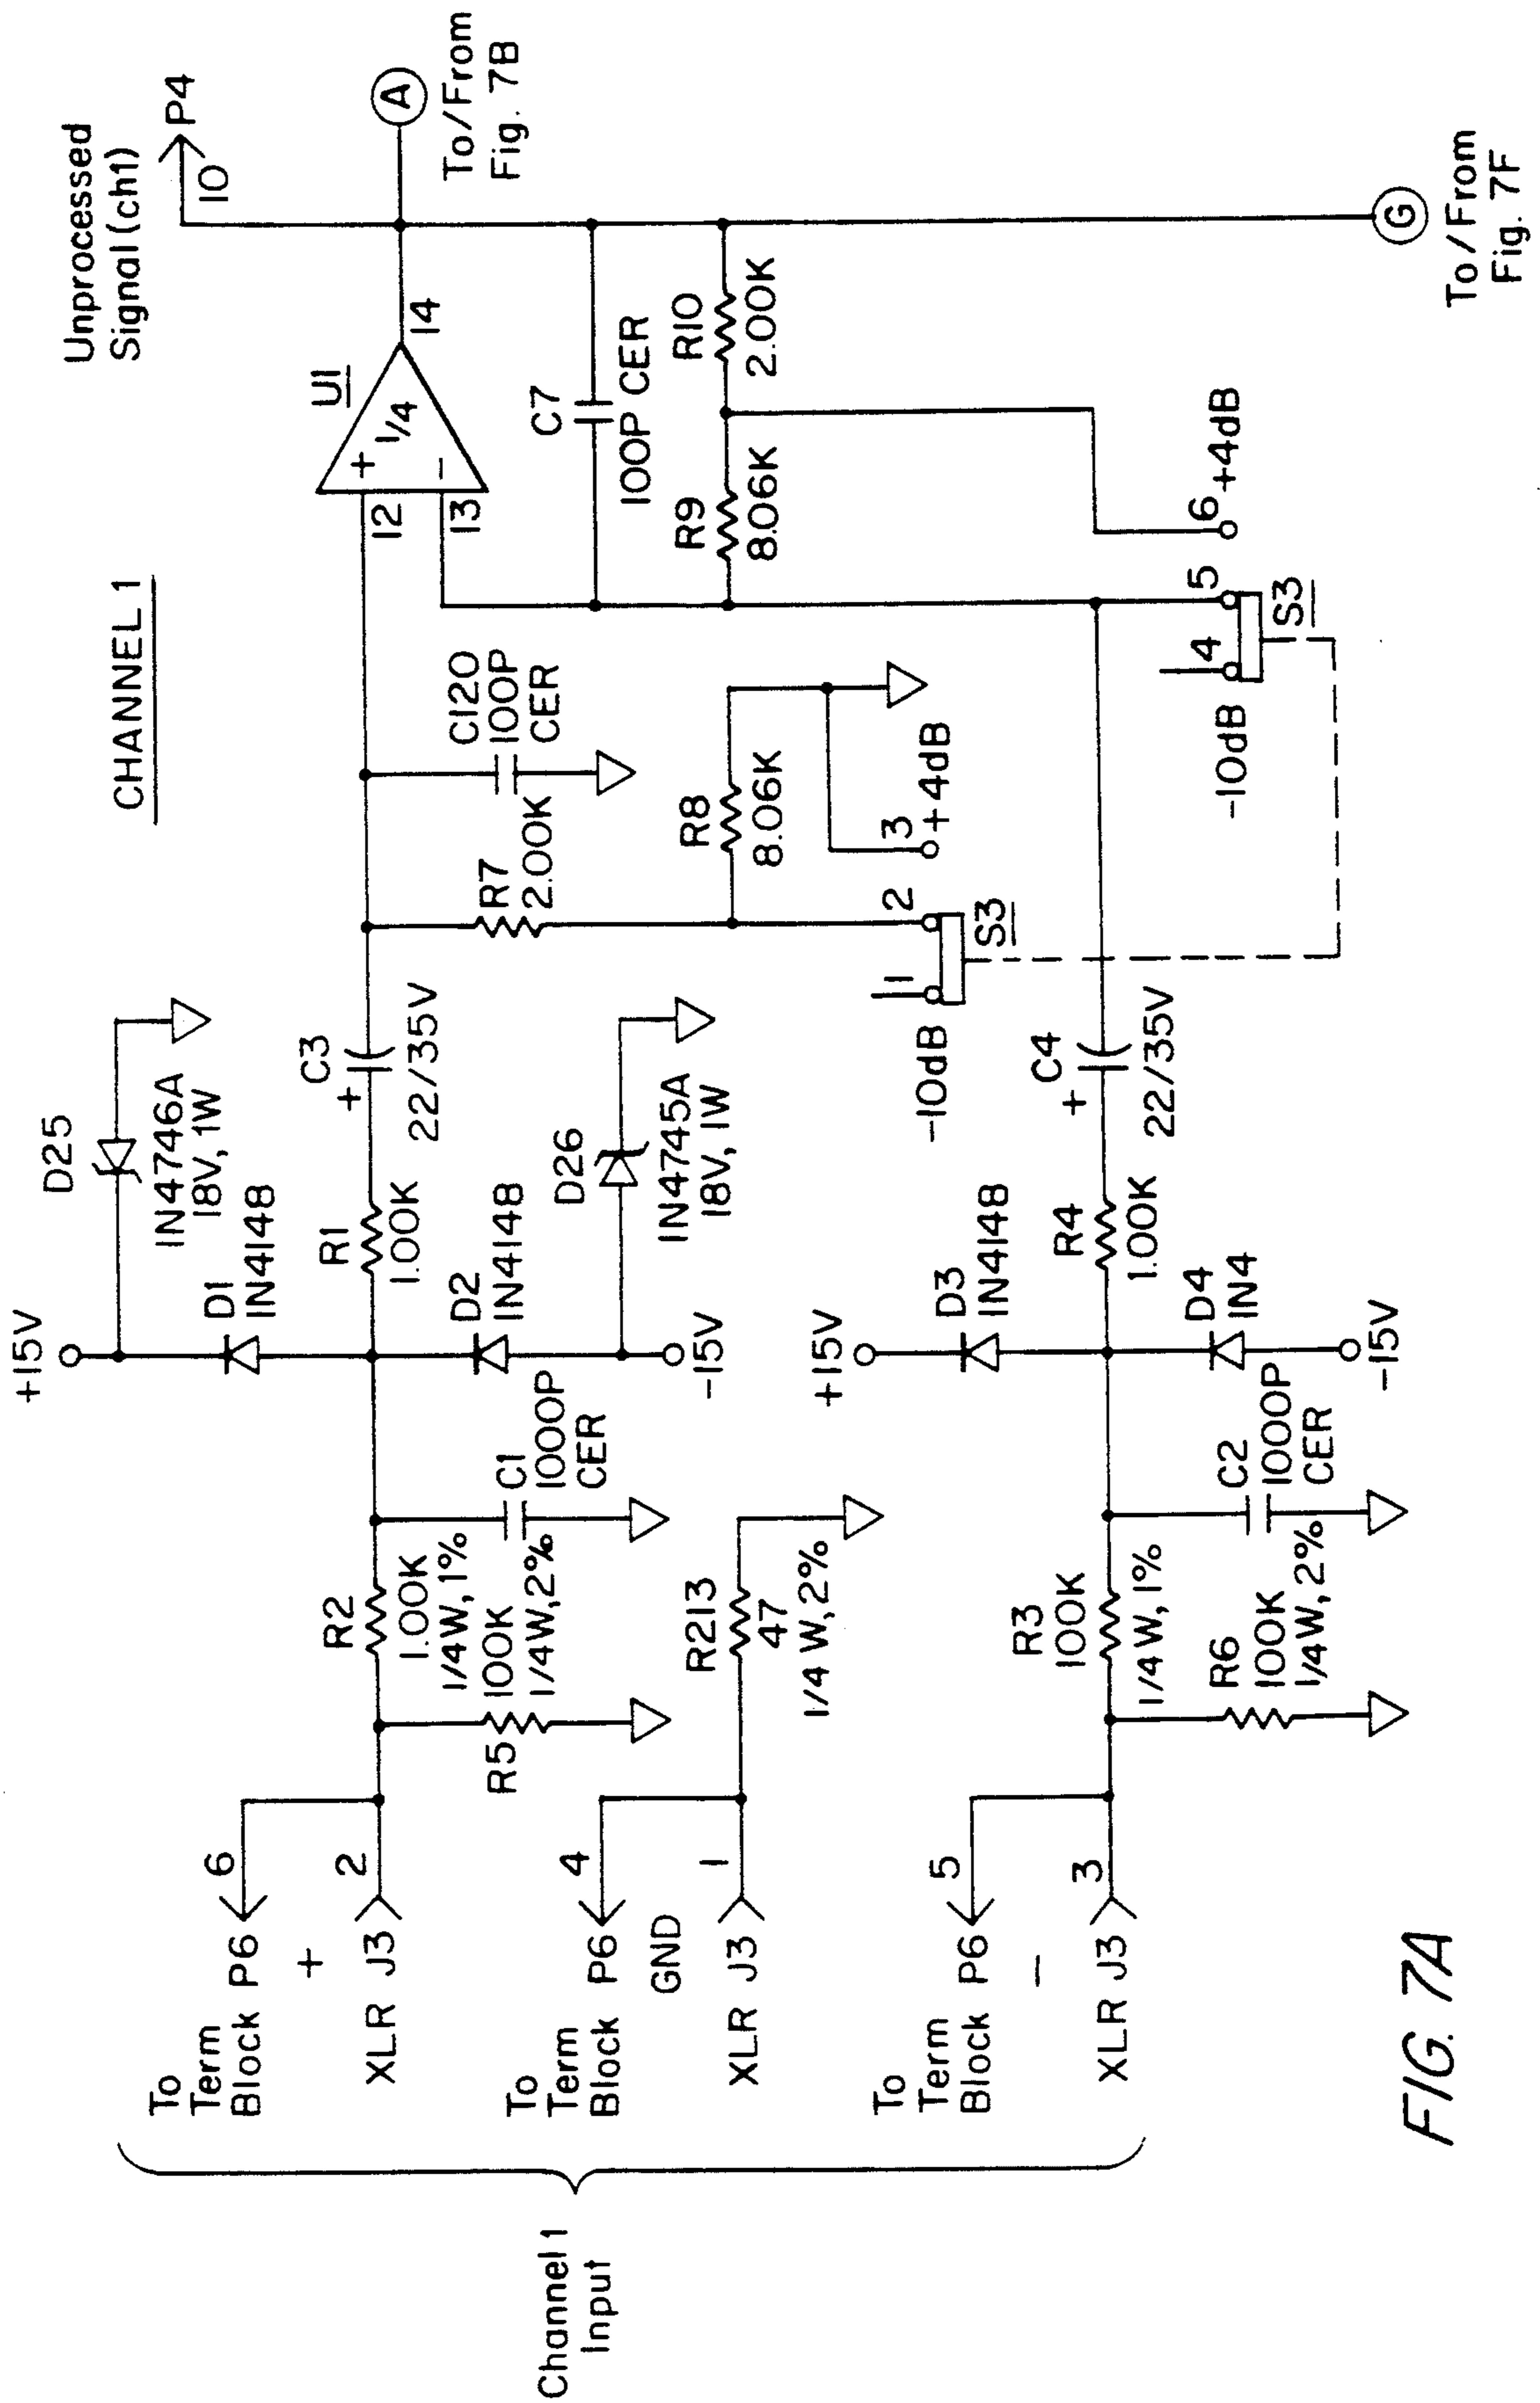 CHANNEL 1
Unprocessed
Signal(ch1)
P4
10
A
To/From
Fig. 7B
G
To/From
Fig. 7F
Channel 1
Input
To
Term
Block P6
6
+
XLR J3
2
To
Term
Block P6
4
GND
XLR J3
1
To
Term
Block P6
5
−
XLR J3
3
R2
1.00K
1/4W,1%
R5
100K
1/4W,2%
C1
1000P
CER
R213
47
1/4W,2%
R3
100K
1/4W,1%
R6
100K
1/4W,2%
C2
1000P
CER
+15V
D25
1N4746A
18V, 1W
D1
1N4148
D2
1N4148
-15V
D26
1N4745A
18V, 1W
R1
1.00K
C3
+
22/35V
+15V
D3
1N4148
D4
1N4
-15V
R4
1.00K
C4
+
22/35V
R7
2.00K
C120
100P
CER
R8
8.06K
1
2
3
+4dB
-10dB
S3
U1
1/4
+
−
12
13
14
C7
100P CER
R9
8.06K
R10
2.00K
4
5
6
+4dB
-10dB
S3
FIG. 7A